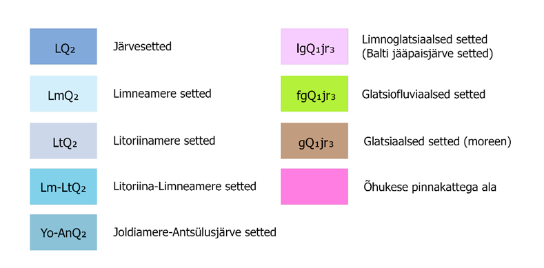 LQ₂ Järvesetted
LmQ₂ Limneamere setted
LtQ₂ Litoriinamere setted
Lm-LtQ₂ Litoriina-Limneamere setted
Yo-AnQ₂ Joldiamere-Antsülusjärve setted
lgQ₁jr₃ Limnoglatsiaalsed setted
(Balti jääpaisjärve setted)
fgQ₁jr₃ Glatsiofluviaalsed setted
gQ₁jr₃ Glatsiaalsed setted (moreen)
Õhukese pinnakattega ala